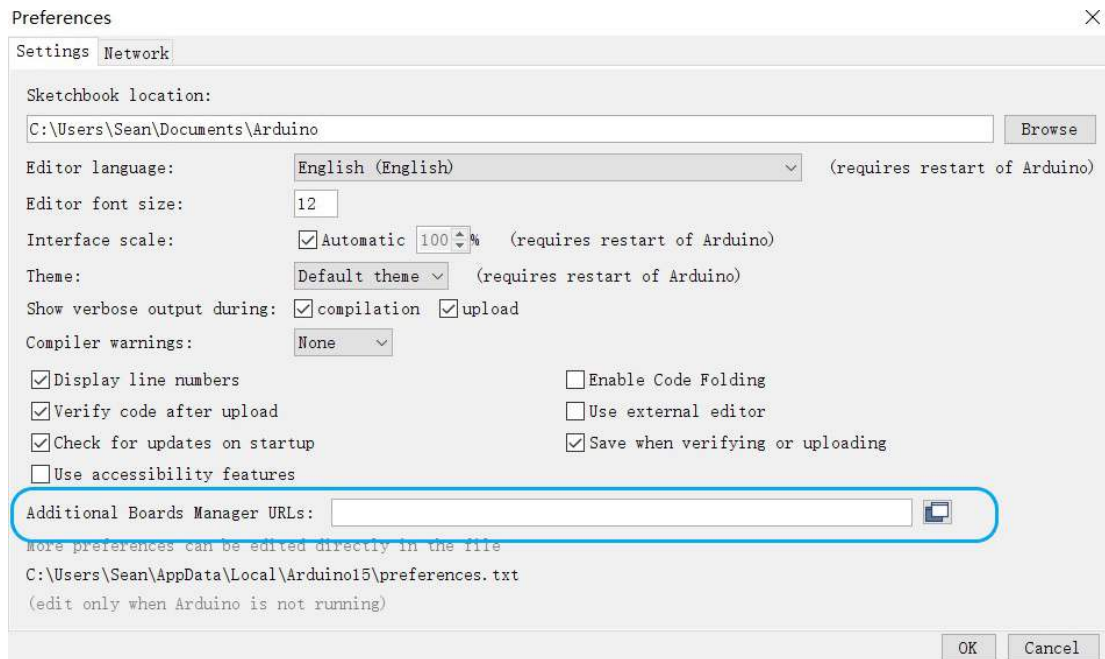 Preferences
Settings Network
Sketchbook location:
C:\Users\Sean\Documents\Arduino Browse
Editor language: English (English) (requires restart of Arduino)
Editor font size: 12
Interface scale: Automatic 100 % (requires restart of Arduino)
Theme: Default theme (requires restart of Arduino)
Show verbose output during: compilation upload
Compiler warnings: None
Display line numbers Enable Code Folding
Verify code after upload Use external editor
Check for updates on startup Save when verifying or uploading
Use accessibility features
Additional Boards Manager URLs:
More preferences can be edited directly in the file
C:\Users\Sean\AppData\Local\Arduino15\preferences.txt
(edit only when Arduino is not running)
OK Cancel